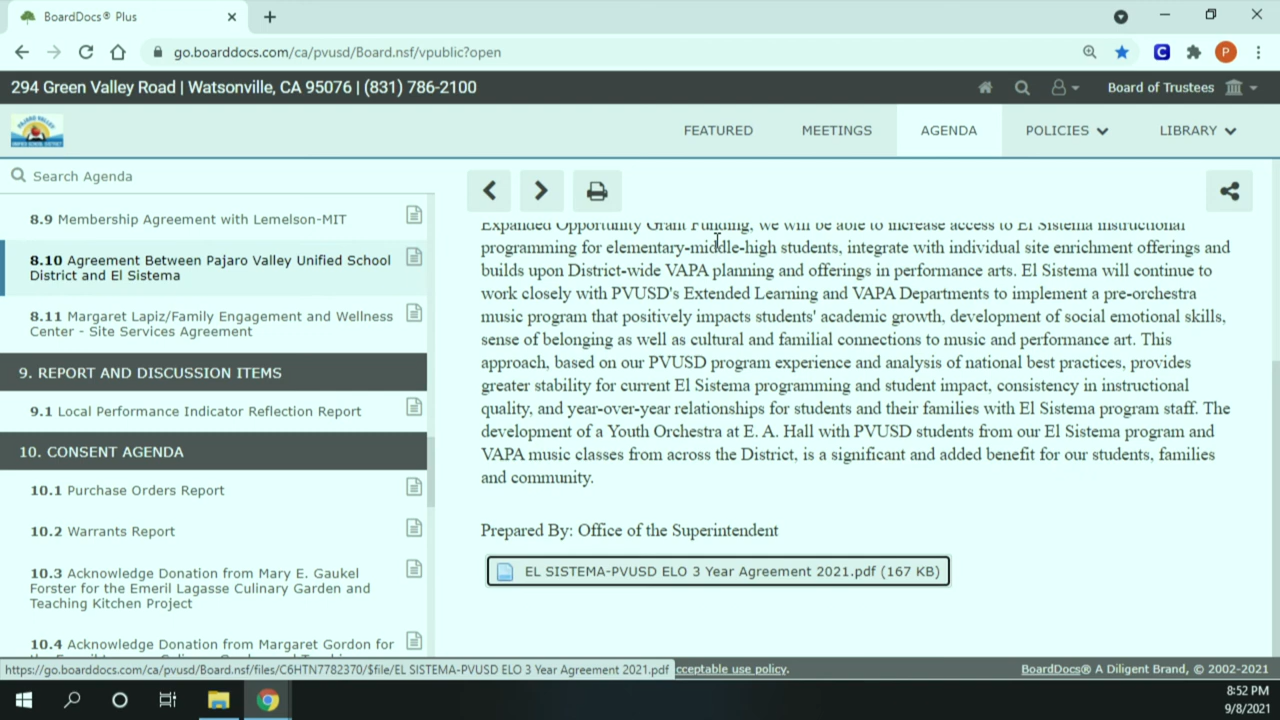 BoardDocs® Plus
go.boarddocs.com/ca/pvusd/Board.nsf/vpublic?open
P
294 Green Valley Road | Watsonville, CA 95076 | (831) 786-2100
Board of Trustees
FEATURED
MEETINGS
AGENDA
POLICIES
LIBRARY
Search Agenda
8.9 Membership Agreement with Lemelson-MIT
8.10 Agreement Between Pajaro Valley Unified School
District and El Sistema
8.11 Margaret Lapiz/Family Engagement and Wellness
Center - Site Services Agreement
9. REPORT AND DISCUSSION ITEMS
9.1 Local Performance Indicator Reflection Report
10. CONSENT AGENDA
10.1 Purchase Orders Report
10.2 Warrants Report
10.3 Acknowledge Donation from Mary E. Gaukel
Forster for the Emeril Lagasse Culinary Garden and
Teaching Kitchen Project
10.4 Acknowledge Donation from Margaret Gordon for
Expanded Opportunity Grant Funding, we will be able to increase access to El Sistema instructional
programming for elementary-middle-high students, integrate with individual site enrichment offerings and
builds upon District-wide VAPA planning and offerings in performance arts. El Sistema will continue to
work closely with PVUSD's Extended Learning and VAPA Departments to implement a pre-orchestra
music program that positively impacts students' academic growth, development of social emotional skills,
sense of belonging as well as cultural and familial connections to music and performance art. This
approach, based on our PVUSD program experience and analysis of national best practices, provides
greater stability for current El Sistema programming and student impact, consistency in instructional
quality, and year-over-year relationships for students and their families with El Sistema program staff. The
development of a Youth Orchestra at E. A. Hall with PVUSD students from our El Sistema program and
VAPA music classes from across the District, is a significant and added benefit for our students, families
and community.
Prepared By: Office of the Superintendent
EL SISTEMA-PVUSD ELO 3 Year Agreement 2021.pdf (167 KB)
https://go.boarddocs.com/ca/pvusd/Board.nsf/files/C6HTN7782370/$file/EL SISTEMA-PVUSD ELO 3 Year Agreement 2021.pdf
acceptable use policy.
BoardDocs® A Diligent Brand, © 2002-2021
8:52 PM
9/8/2021